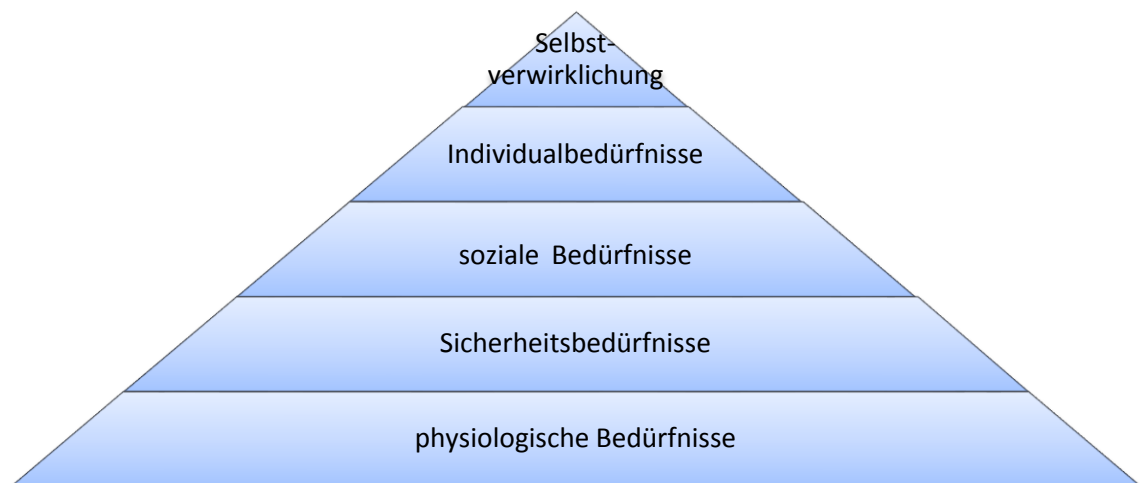 Selbst-
verwirklichung
Individualbedürfnisse
soziale Bedürfnisse
Sicherheitsbedürfnisse
physiologische Bedürfnisse